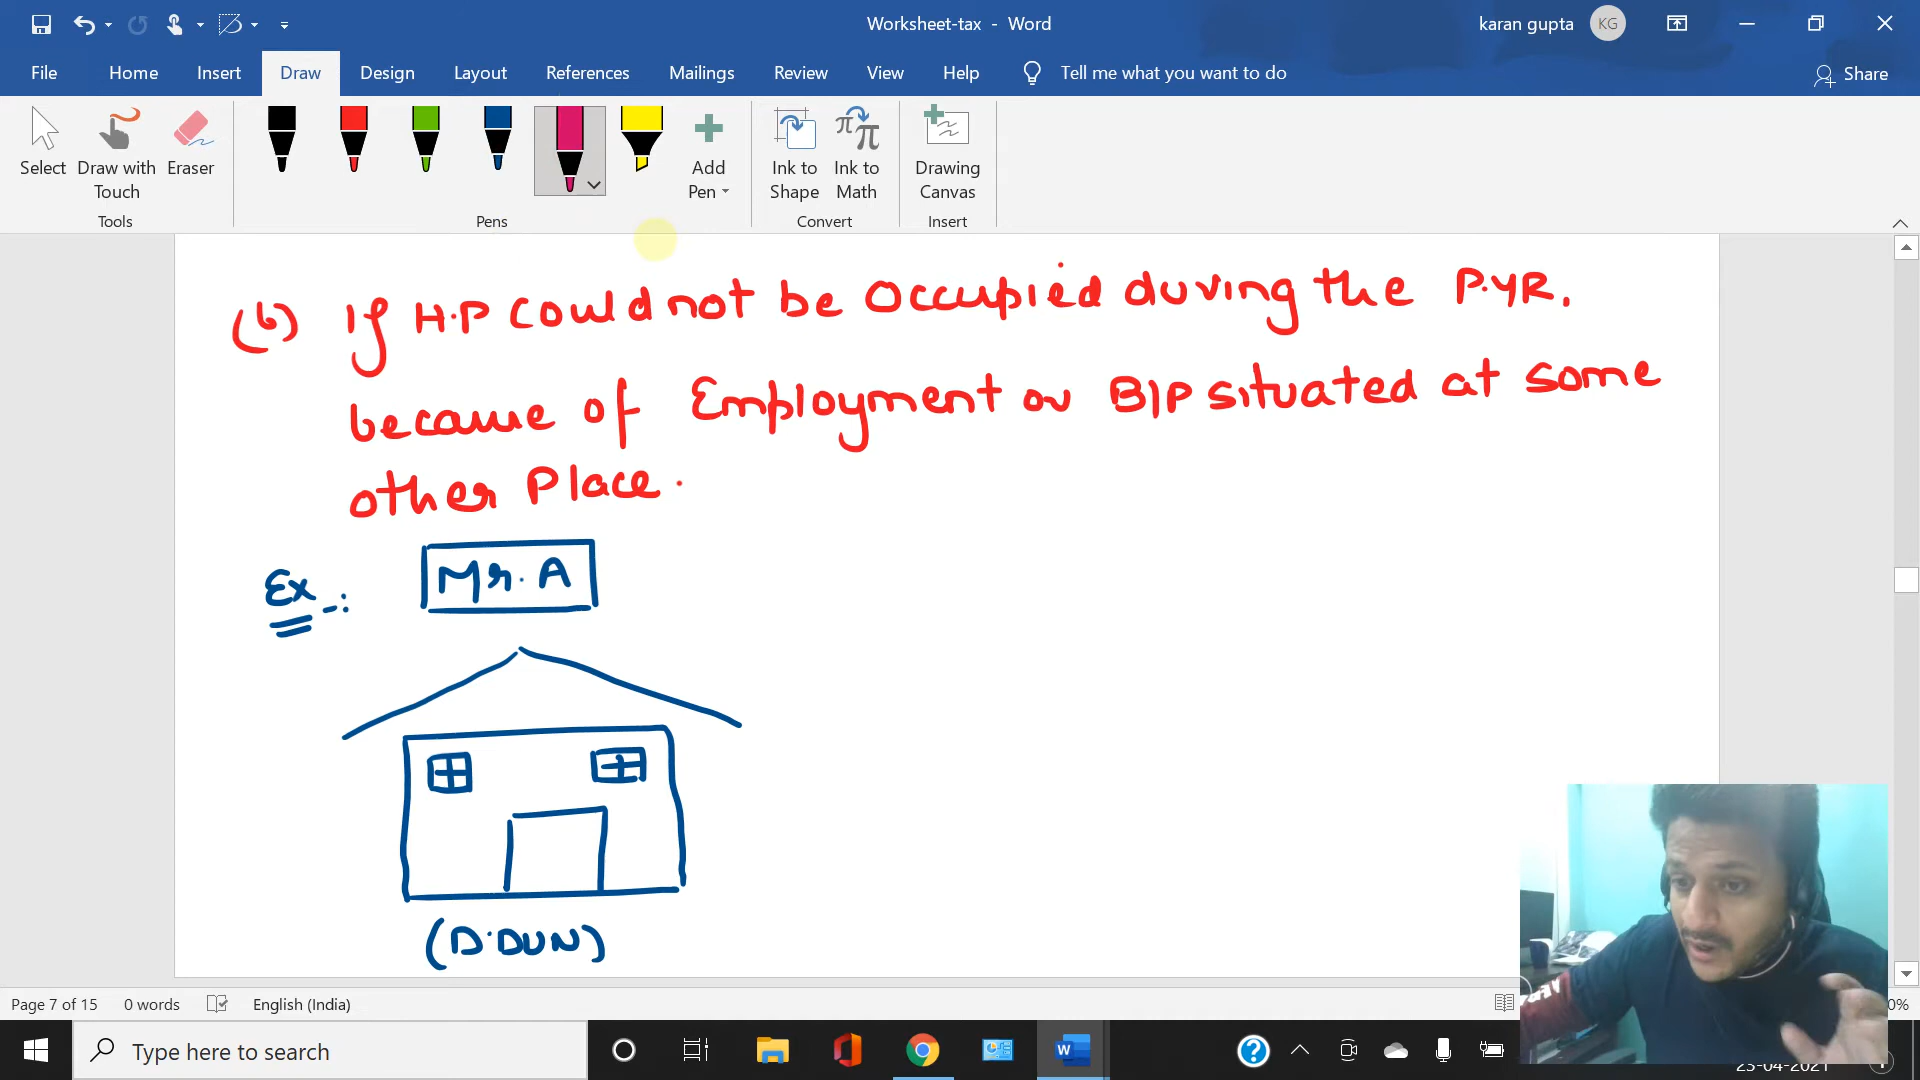 Worksheet-tax - Word
karan gupta KG
File Home Insert Draw Design Layout References Mailings Review View Help Tell me what you want to do Share
Select Draw with Touch Eraser Add Pen Ink to Shape Ink to Math Drawing Canvas
Tools Pens Convert Insert
(b) If H.P could not be Occupied during the P.YR.
because of Employment or B|P situated at some
other Place.
Ex -: Mr. A
(D.DUN)
Page 7 of 15 0 words English (India)
Type here to search
23-04-2021